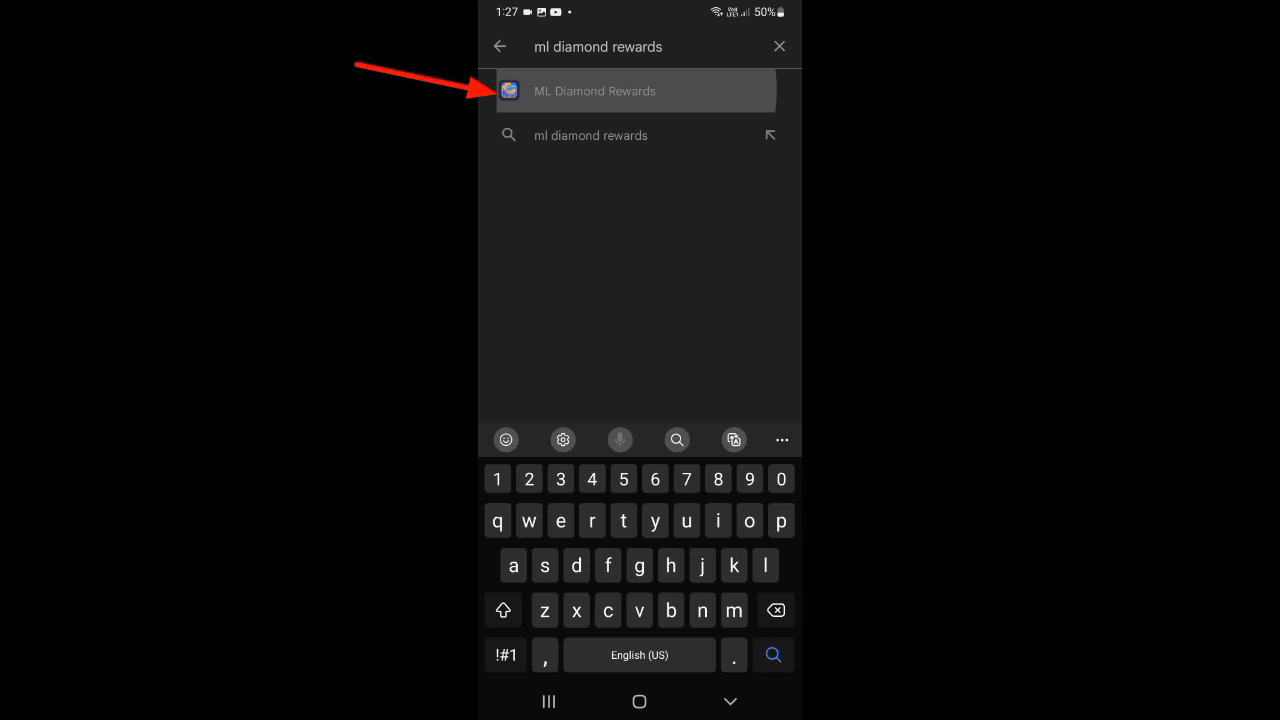 1:27 50%
ml diamond rewards
ML Diamond Rewards
ml diamond rewards
1 2 3 4 5 6 7 8 9 0
q w e r t y u i o p
a s d f g h j k l
z x c v b n m
!#1 , English (US) .